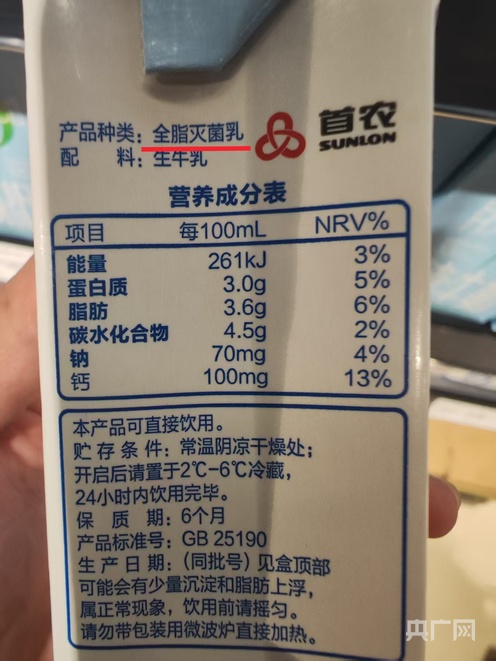 产品种类：全脂灭菌乳
配 料：生牛乳
首农
SUNLON
营养成分表
项目 每100mL NRV%
能量 261kJ 3%
蛋白质 3.0g 5%
脂肪 3.6g 6%
碳水化合物 4.5g 2%
钠 70mg 4%
钙 100mg 13%
本产品可直接饮用。
贮存条件：常温阴凉干燥处；
开启后请置于2℃-6℃冷藏，
24小时内饮用完毕。
保 质 期：6个月
产品标准号：GB 25190
生产日期：(同批号)见盒顶部
可能会有少量沉淀和脂肪上浮，
属正常现象，饮用前请摇匀。
请勿带包装用微波炉直接加热。
央广网